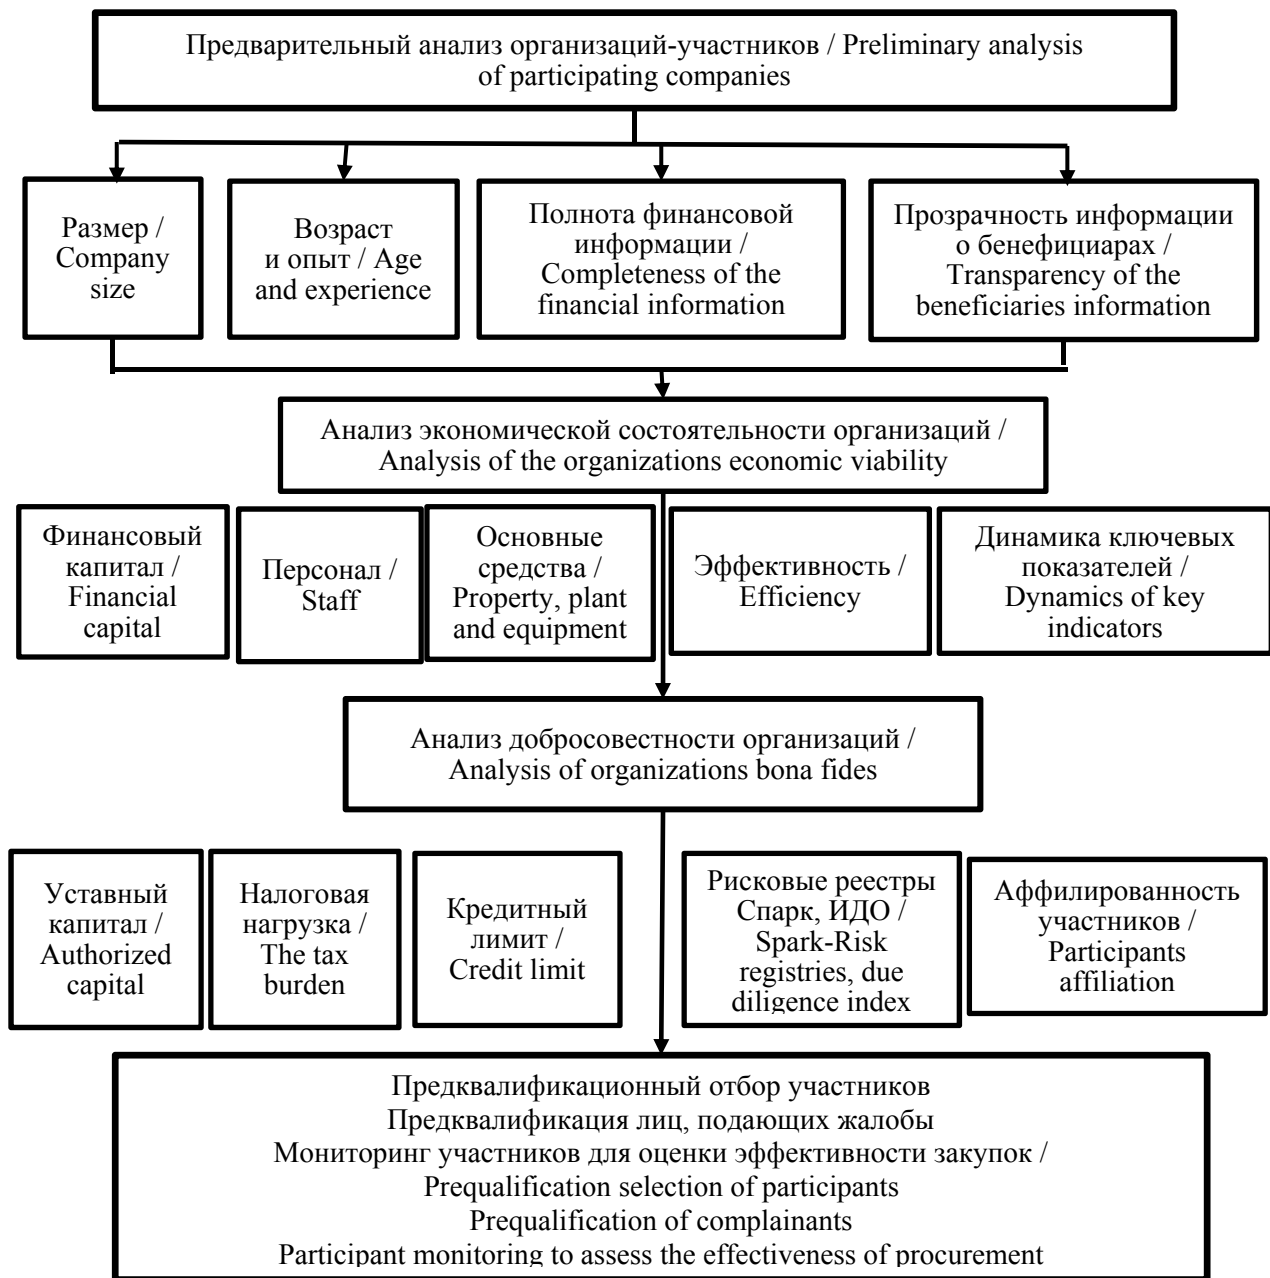 Предварительный анализ организаций-участников / Preliminary analysis
of participating companies
Размер /
Company
size
Возраст
и опыт / Age
and experience
Полнота финансовой
информации /
Completeness of the
financial information
Прозрачность информации
о бенефициарах /
Transparency of the
beneficiaries information
Анализ экономической состоятельности организаций /
Analysis of the organizations economic viability
Финансовый
капитал /
Financial
capital
Персонал /
Staff
Основные
средства /
Property, plant
and equipment
Эффективность /
Efficiency
Динамика ключевых
показателей /
Dynamics of key
indicators
Анализ добросовестности организаций /
Analysis of organizations bona fides
Уставный
капитал /
Authorized
capital
Налоговая
нагрузка /
The tax
burden
Кредитный
лимит /
Credit limit
Рисковые реестры
Спарк, ИДО /
Spark-Risk
registries, due
diligence index
Аффилированность
участников /
Participants
affiliation
Предквалификационный отбор участников
Предквалификация лиц, подающих жалобы
Мониторинг участников для оценки эффективности закупок /
Prequalification selection of participants
Prequalification of complainants
Participant monitoring to assess the effectiveness of procurement